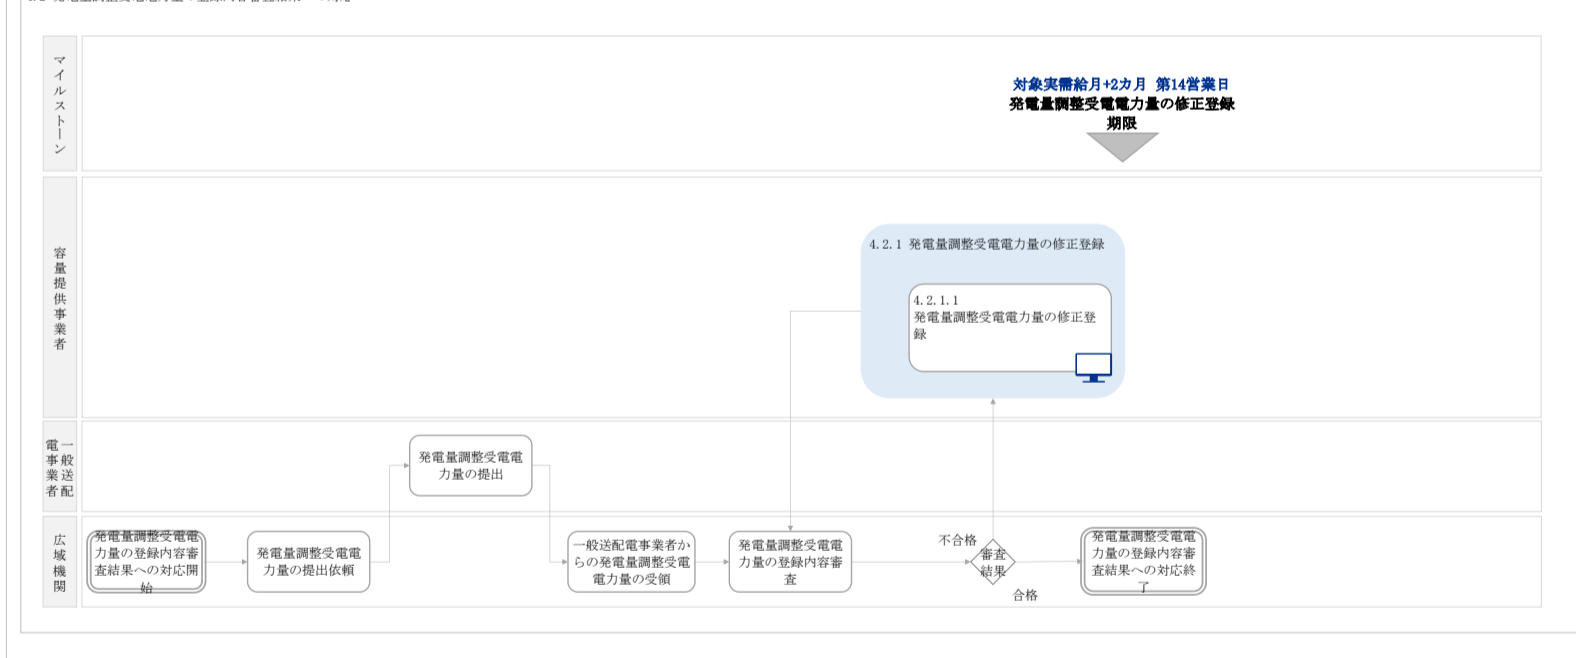 マイルストーン
対象実需給月+2カ月 第14営業日
発電量調整受電電力量の修正登録
期限
容量提供事業者
4.2.1 発電量調整受電電力量の修正登録
4.2.1.1
発電量調整受電電力量の修正登
録
一般送配
電事業者
発電量調整受電電
力量の提出
広域機関
発電量調整受電電
力量の登録内容審
査結果への対応開
始
発電量調整受電電
力量の提出依頼
一般送配電事業者か
らの発電量調整受電
電力量の受領
発電量調整受電電
力量の登録内容審
査
不合格
審査
結果
合格
発電量調整受電電
力量の登録内容審
査結果への対応終
了